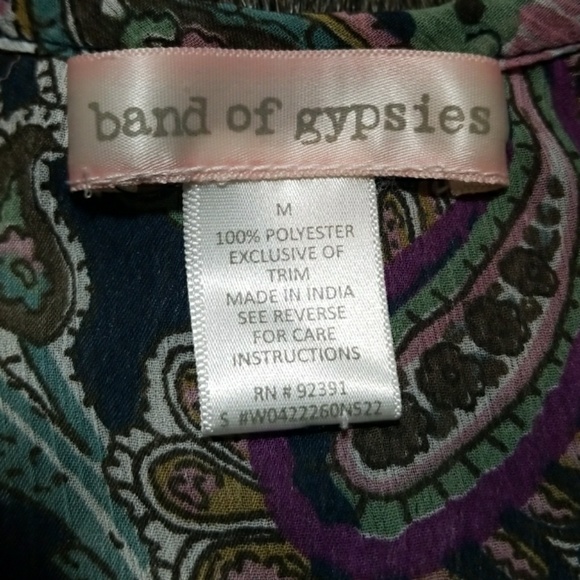 band of gypsies
M
100% POLYESTER
EXCLUSIVE OF
TRIM
MADE IN INDIA
SEE REVERSE
FOR CARE
INSTRUCTIONS
RN # 92391
S #W0422260NS22